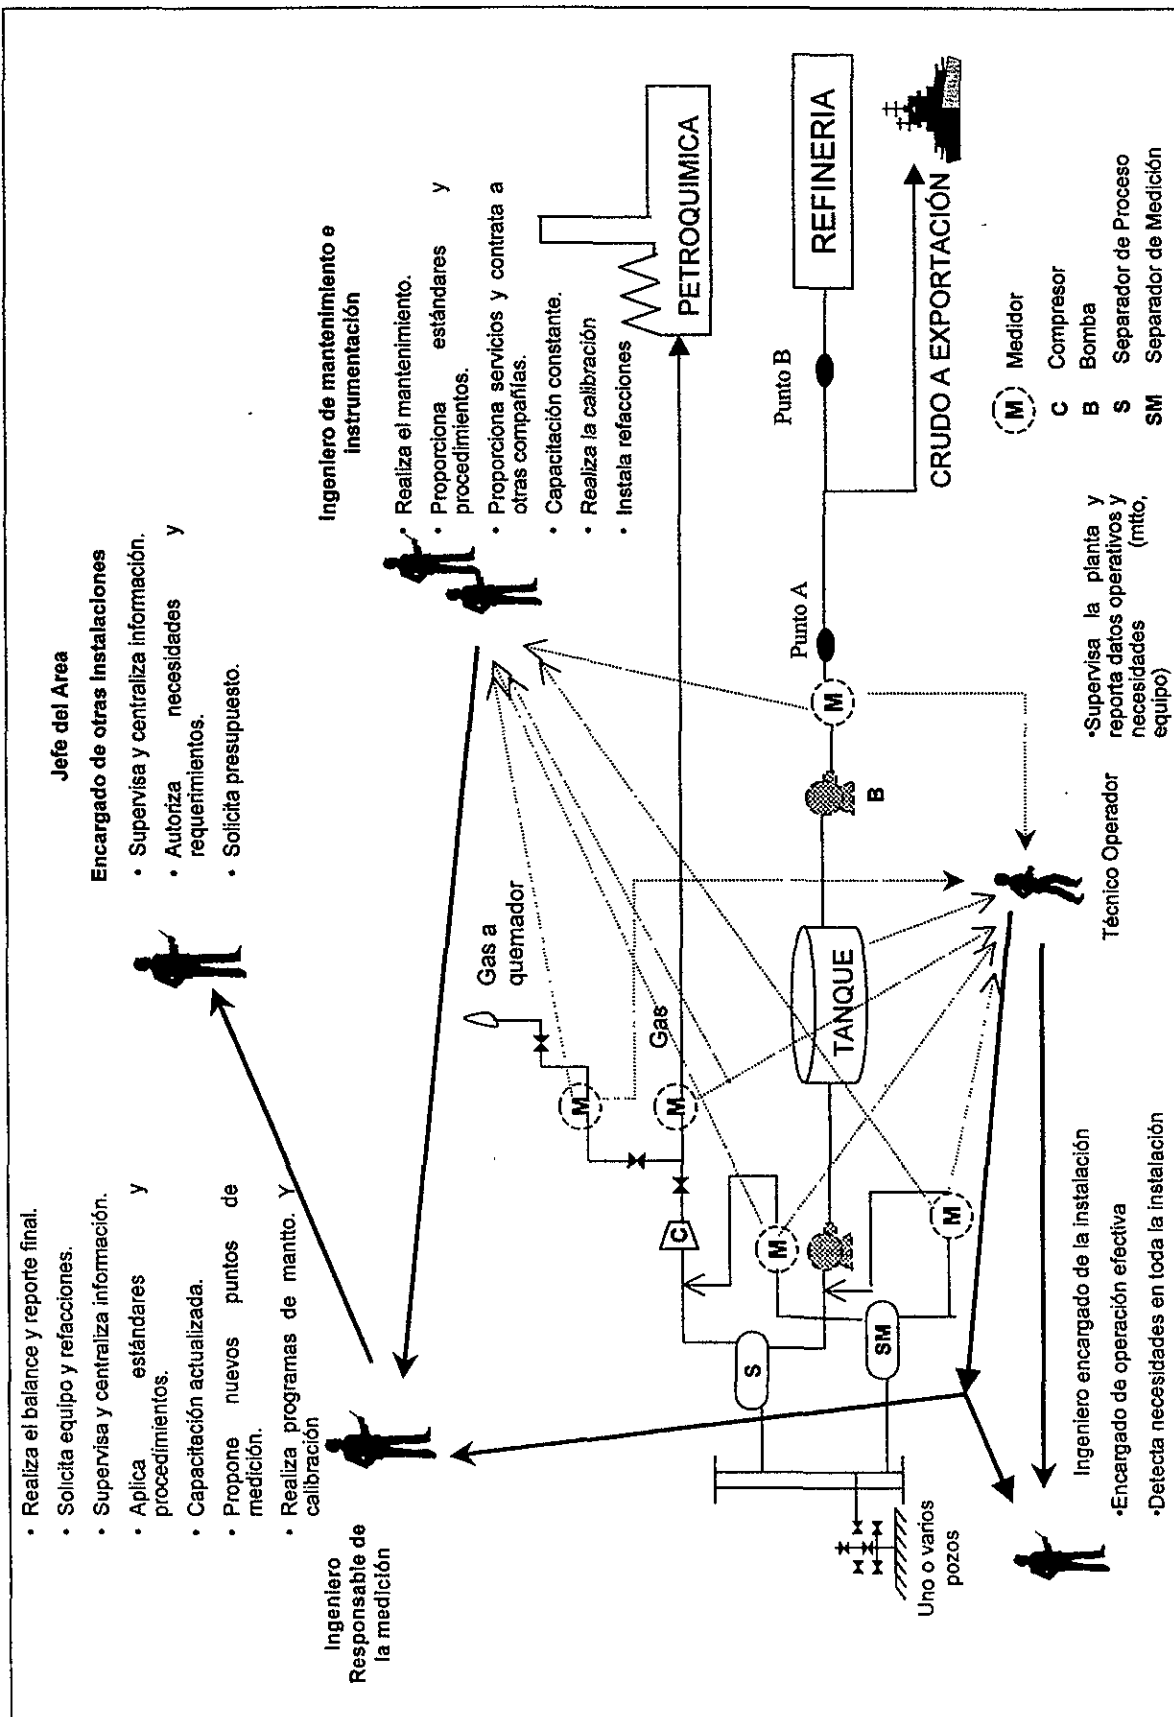 • Realiza el balance y reporte final.
• Solicita equipo y refacciones.
• Supervisa y centraliza información.
• Aplica estándares y
procedimientos.
• Capacitación actualizada.
• Propone nuevos puntos de
medición.
• Realiza programas de mantto. Y
calibración
Ingeniero
Responsable de
la medición
Jefe del Area
Encargado de otras Instalaciones
• Supervisa y centraliza información.
• Autoriza necesidades y
requerimientos.
• Solicita presupuesto.
Ingeniero de mantenimiento e
instrumentación
• Realiza el mantenimiento.
• Proporciona estándares y
procedimientos.
• Proporciona servicios y contrata a
otras compañías.
• Capacitación constante.
• Realiza la calibración
• Instala refacciones
Gas a
quemador
M
Gas
M
C
PETROQUIMICA
S
M
SM
M
TANQUE
B
M
Punto A
Punto B
REFINERIA
CRUDO A EXPORTACIÓN
Uno o varios
pozos
Técnico Operador
•Supervisa la planta y
reporta datos operativos y
necesidades (mtto,
equipo)
Ingeniero encargado de la instalación
•Encargado de operación efectiva
•Detecta necesidades en toda la instalación
M Medidor
C Compresor
B Bomba
S Separador de Proceso
SM Separador de Medición